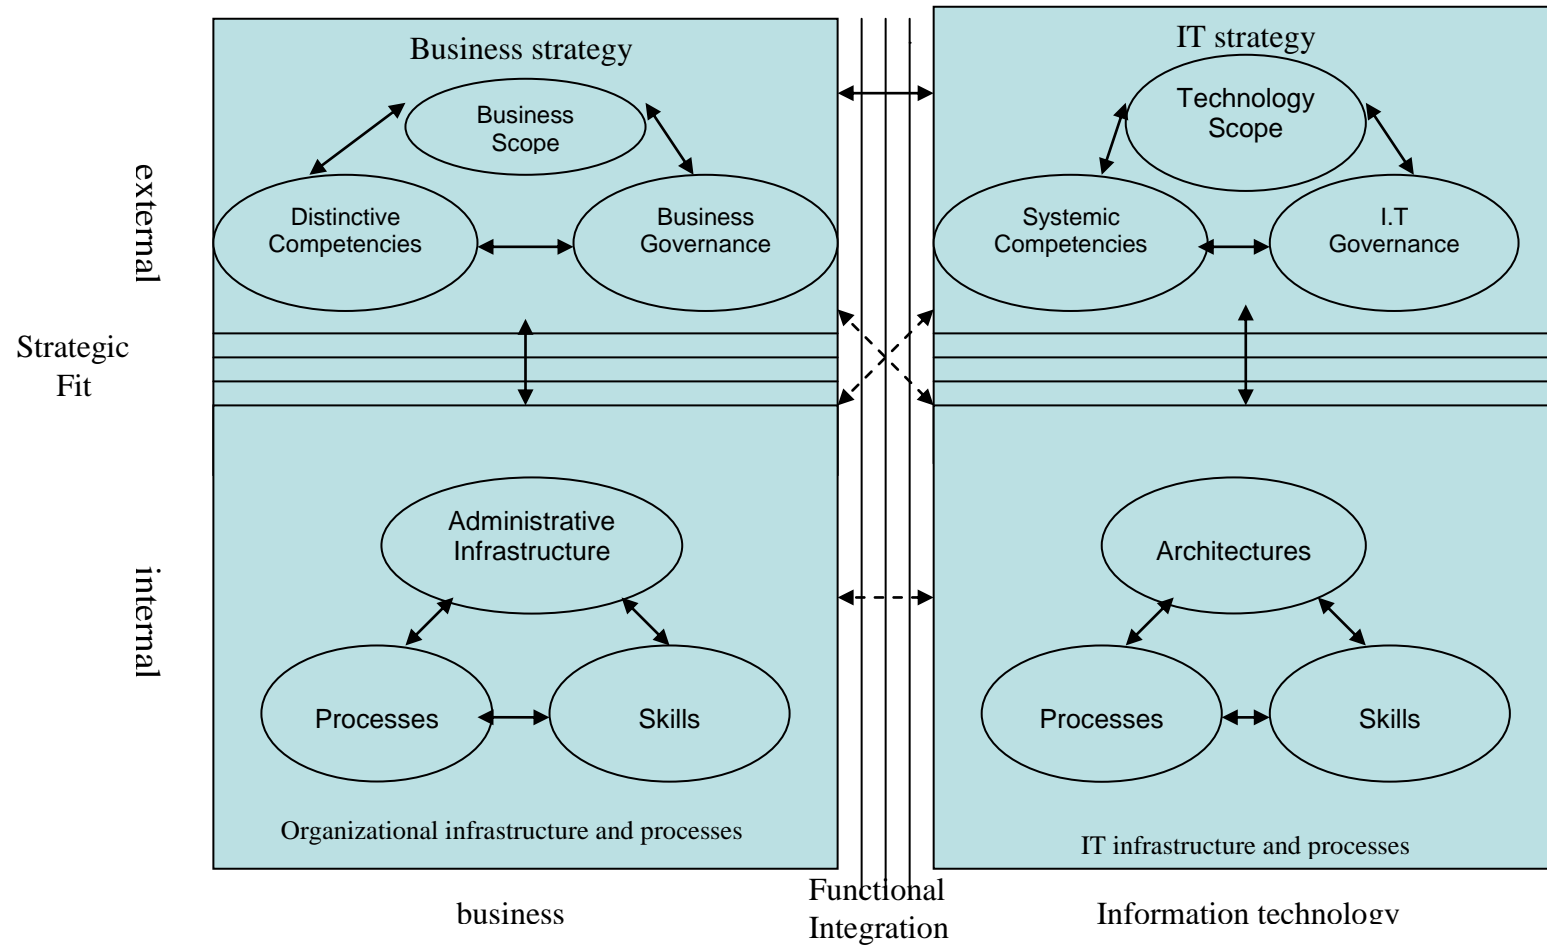 Business strategy
IT strategy
Business
Scope
Technology
Scope
Distinctive
Competencies
Business
Governance
Systemic
Competencies
I.T
Governance
external
Strategic
Fit
internal
Administrative
Infrastructure
Architectures
Processes
Skills
Processes
Skills
Organizational infrastructure and processes
IT infrastructure and processes
business
Functional
Integration
Information technology